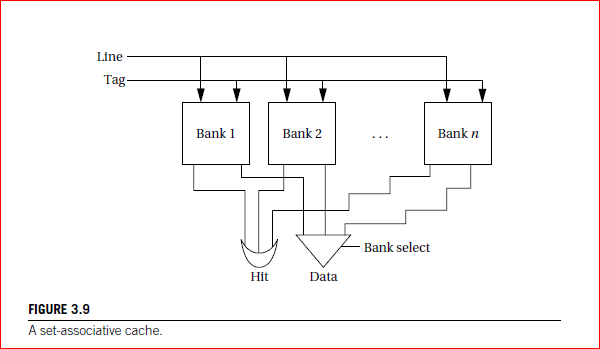 Line
Tag
Bank 1
Bank 2
...
Bank n
Bank select
Hit
Data
FIGURE 3.9
A set-associative cache.